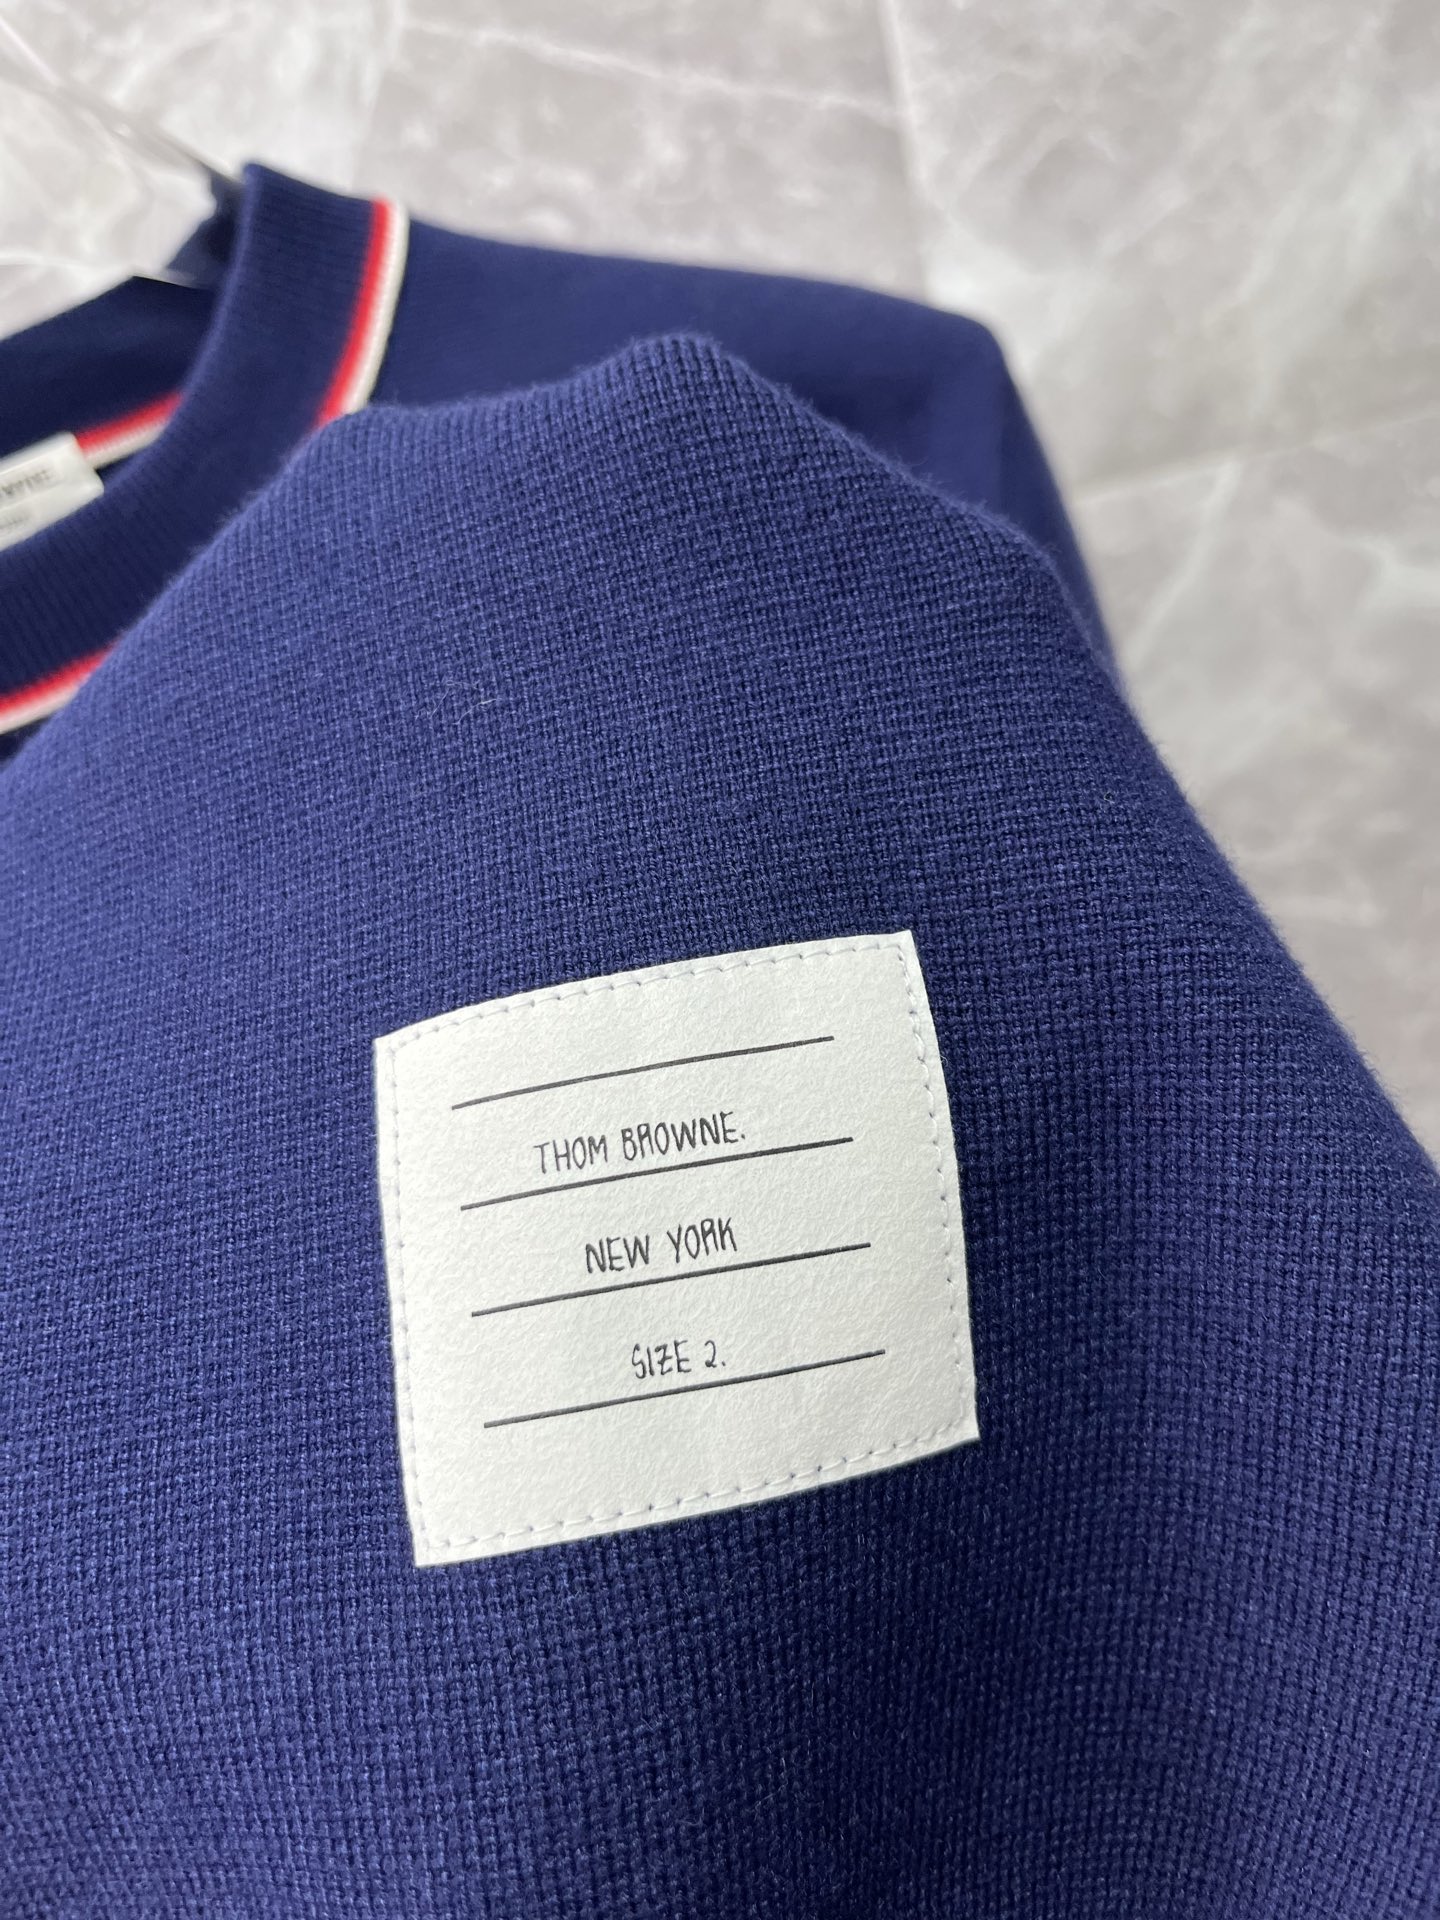 THOM BROWNE.
NEW YORK
SIZE 2.